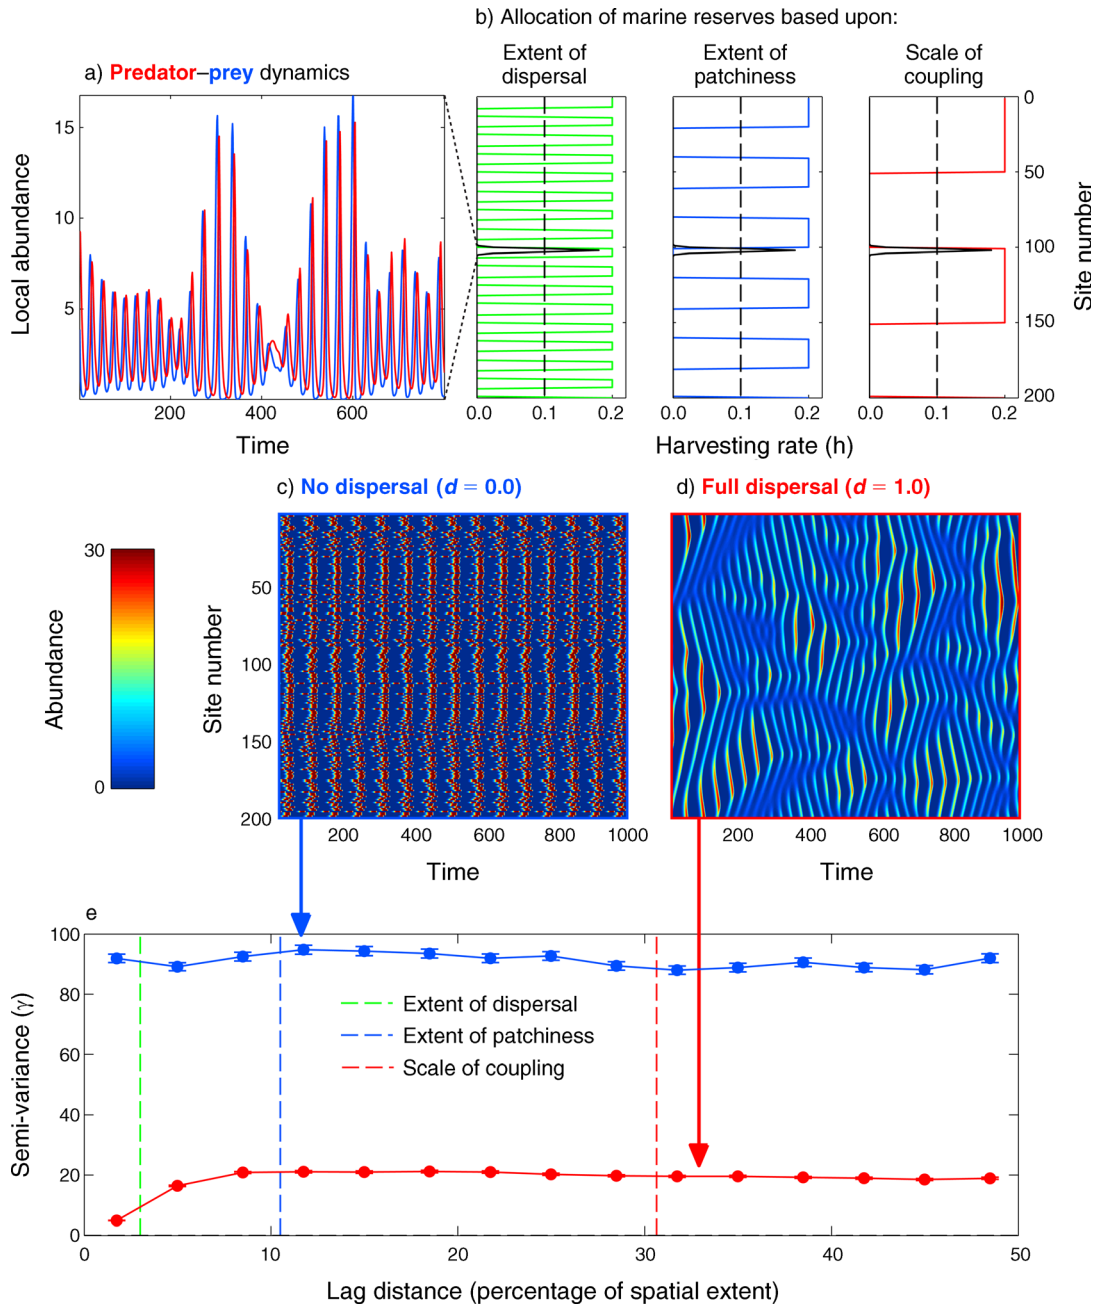 b) Allocation of marine reserves based upon:
a) Predator–prey dynamics
Extent of
dispersal
Extent of
patchiness
Scale of
coupling
15
10
5
Local abundance
200
400
600
Time
0.0
0.1
0.2
0.0
0.1
0.2
0.0
0.1
0.2
Harvesting rate (h)
0
50
100
150
200
Site number
c) No dispersal (d = 0.0)
d) Full dispersal (d = 1.0)
30
0
Abundance
50
100
150
200
Site number
200
400
600
800
1000
Time
200
400
600
800
1000
Time
e
100
80
60
40
20
0
Semi-variance (γ)
Extent of dispersal
Extent of patchiness
Scale of coupling
0
10
20
30
40
50
Lag distance (percentage of spatial extent)